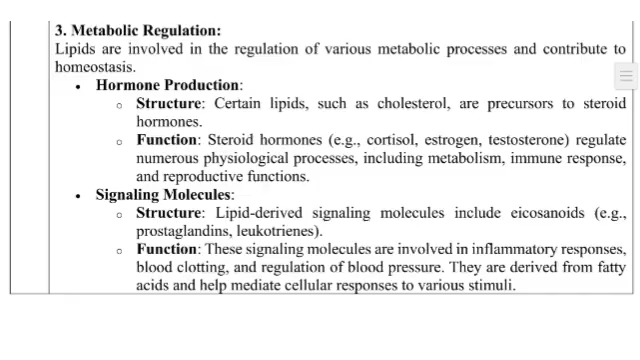 3. Metabolic Regulation:
Lipids are involved in the regulation of various metabolic processes and contribute to
homeostasis.
• Hormone Production:
o Structure: Certain lipids, such as cholesterol, are precursors to steroid
hormones.
o Function: Steroid hormones (e.g., cortisol, estrogen, testosterone) regulate
numerous physiological processes, including metabolism, immune response,
and reproductive functions.
• Signaling Molecules:
o Structure: Lipid-derived signaling molecules include eicosanoids (e.g.,
prostaglandins, leukotrienes).
o Function: These signaling molecules are involved in inflammatory responses,
blood clotting, and regulation of blood pressure. They are derived from fatty
acids and help mediate cellular responses to various stimuli.